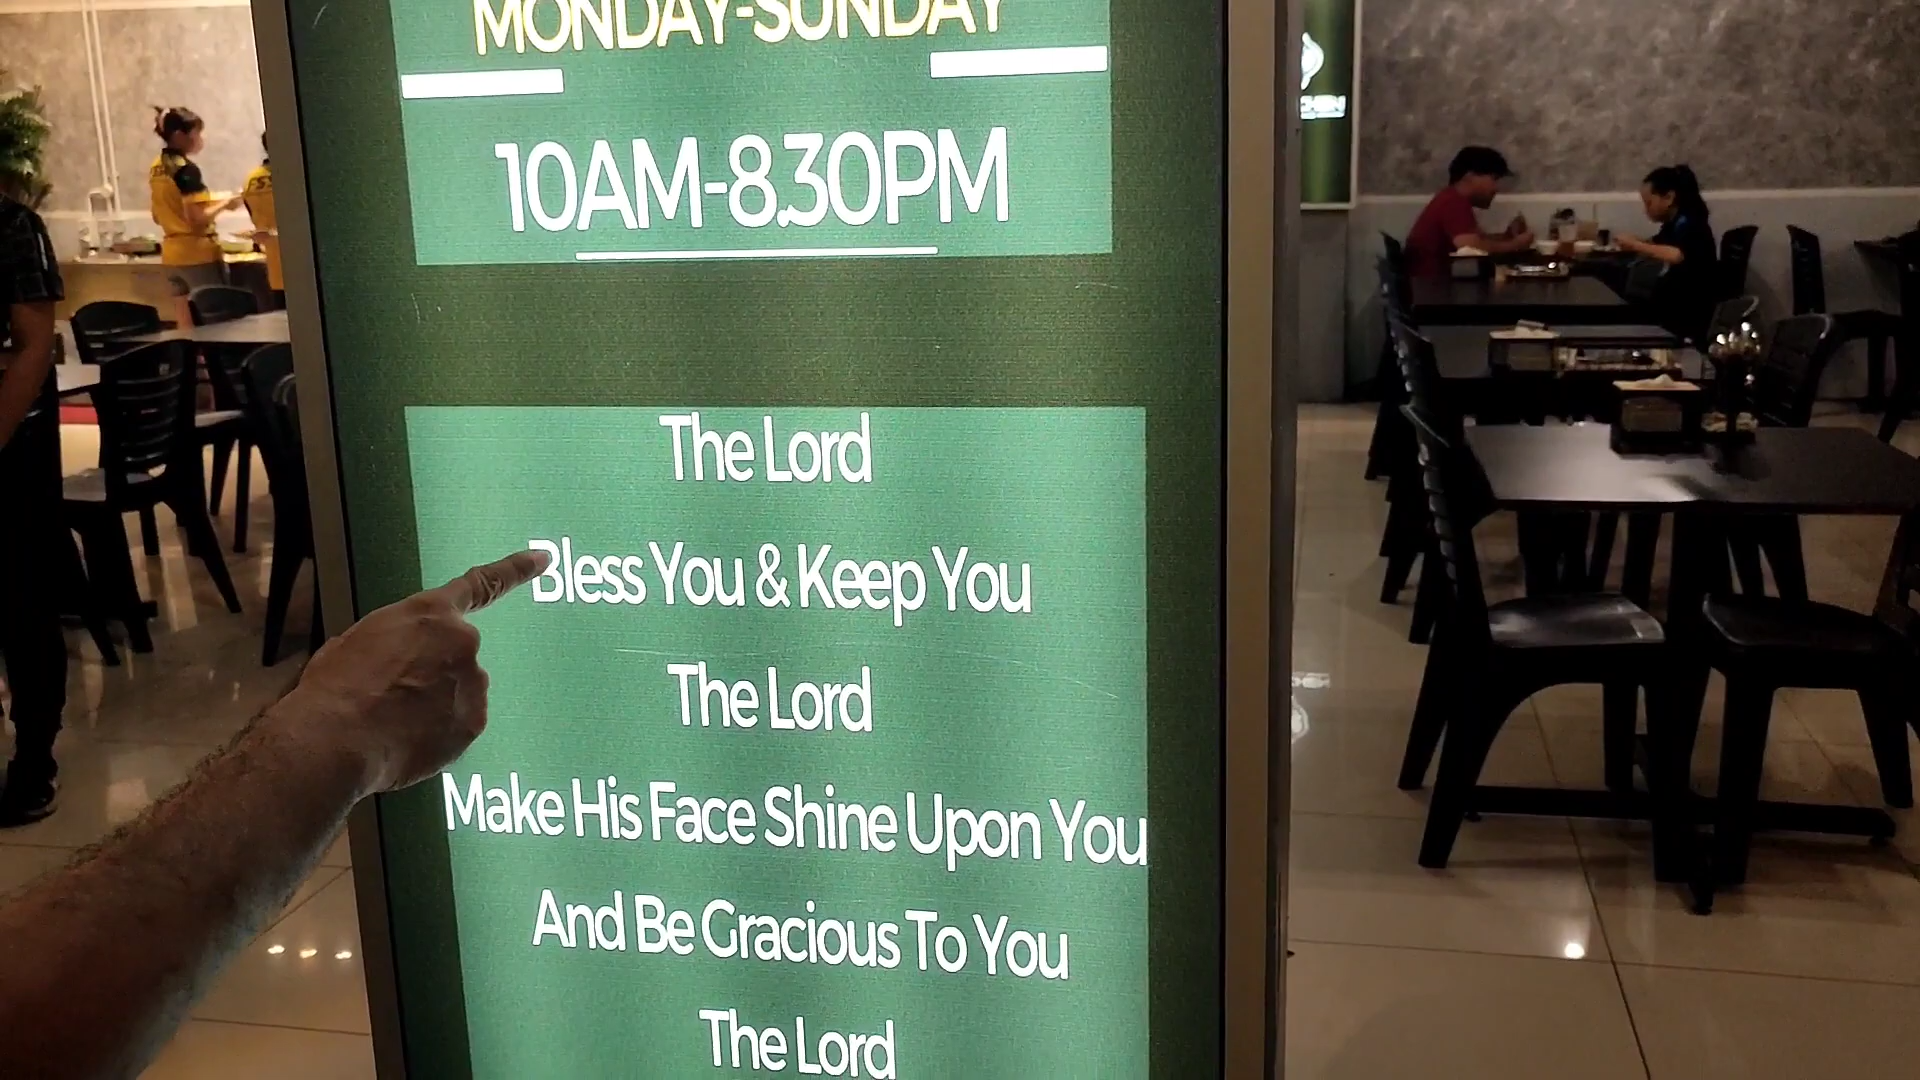 MONDAY-SUNDAY
10AM-8.30PM
The Lord
Bless You & Keep You
The Lord
Make His Face Shine Upon You
And Be Gracious To You
The Lord